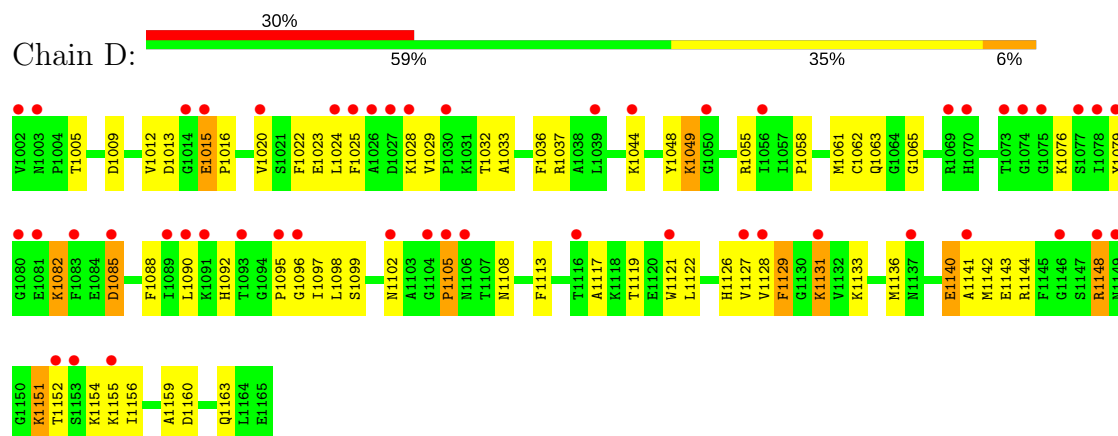 30%
Chain D:
59% 35% 6%
V1002 N1003 P1004 T1005 D1009 V1012 D1013 G1014 E1015 P1016 V1020 S1021 F1022 E1023 L1024 F1025 A1026 D1027 K1028 V1029 P1030 K1031 T1032 A1033 F1036 R1037 A1038 L1039 K1044 Y1048 K1049 G1050 R1055 I1056 I1057 P1058 M1061 C1062 Q1063 G1064 G1065 R1069 H1070 T1073 G1074 G1075 K1076 S1077 I1078 Y1079
G1080 E1081 K1082 F1083 E1084 D1085 F1088 I1089 L1090 K1091 H1092 T1093 G1094 P1095 G1096 I1097 L1098 S1099 N1102 A1103 G1104 P1105 N1106 T1107 N1108 F1113 T1116 A1117 K1118 T1119 E1120 W1121 L1122 H1126 V1127 V1128 F1129 G1130 K1131 V1132 K1133 M1136 N1137 E1140 A1141 M1142 E1143 R1144 F1145 G1146 S1147 R1148 N1149
G1150 K1151 T1152 S1153 K1154 K1155 I1156 A1159 D1160 Q1163 L1164 E1165